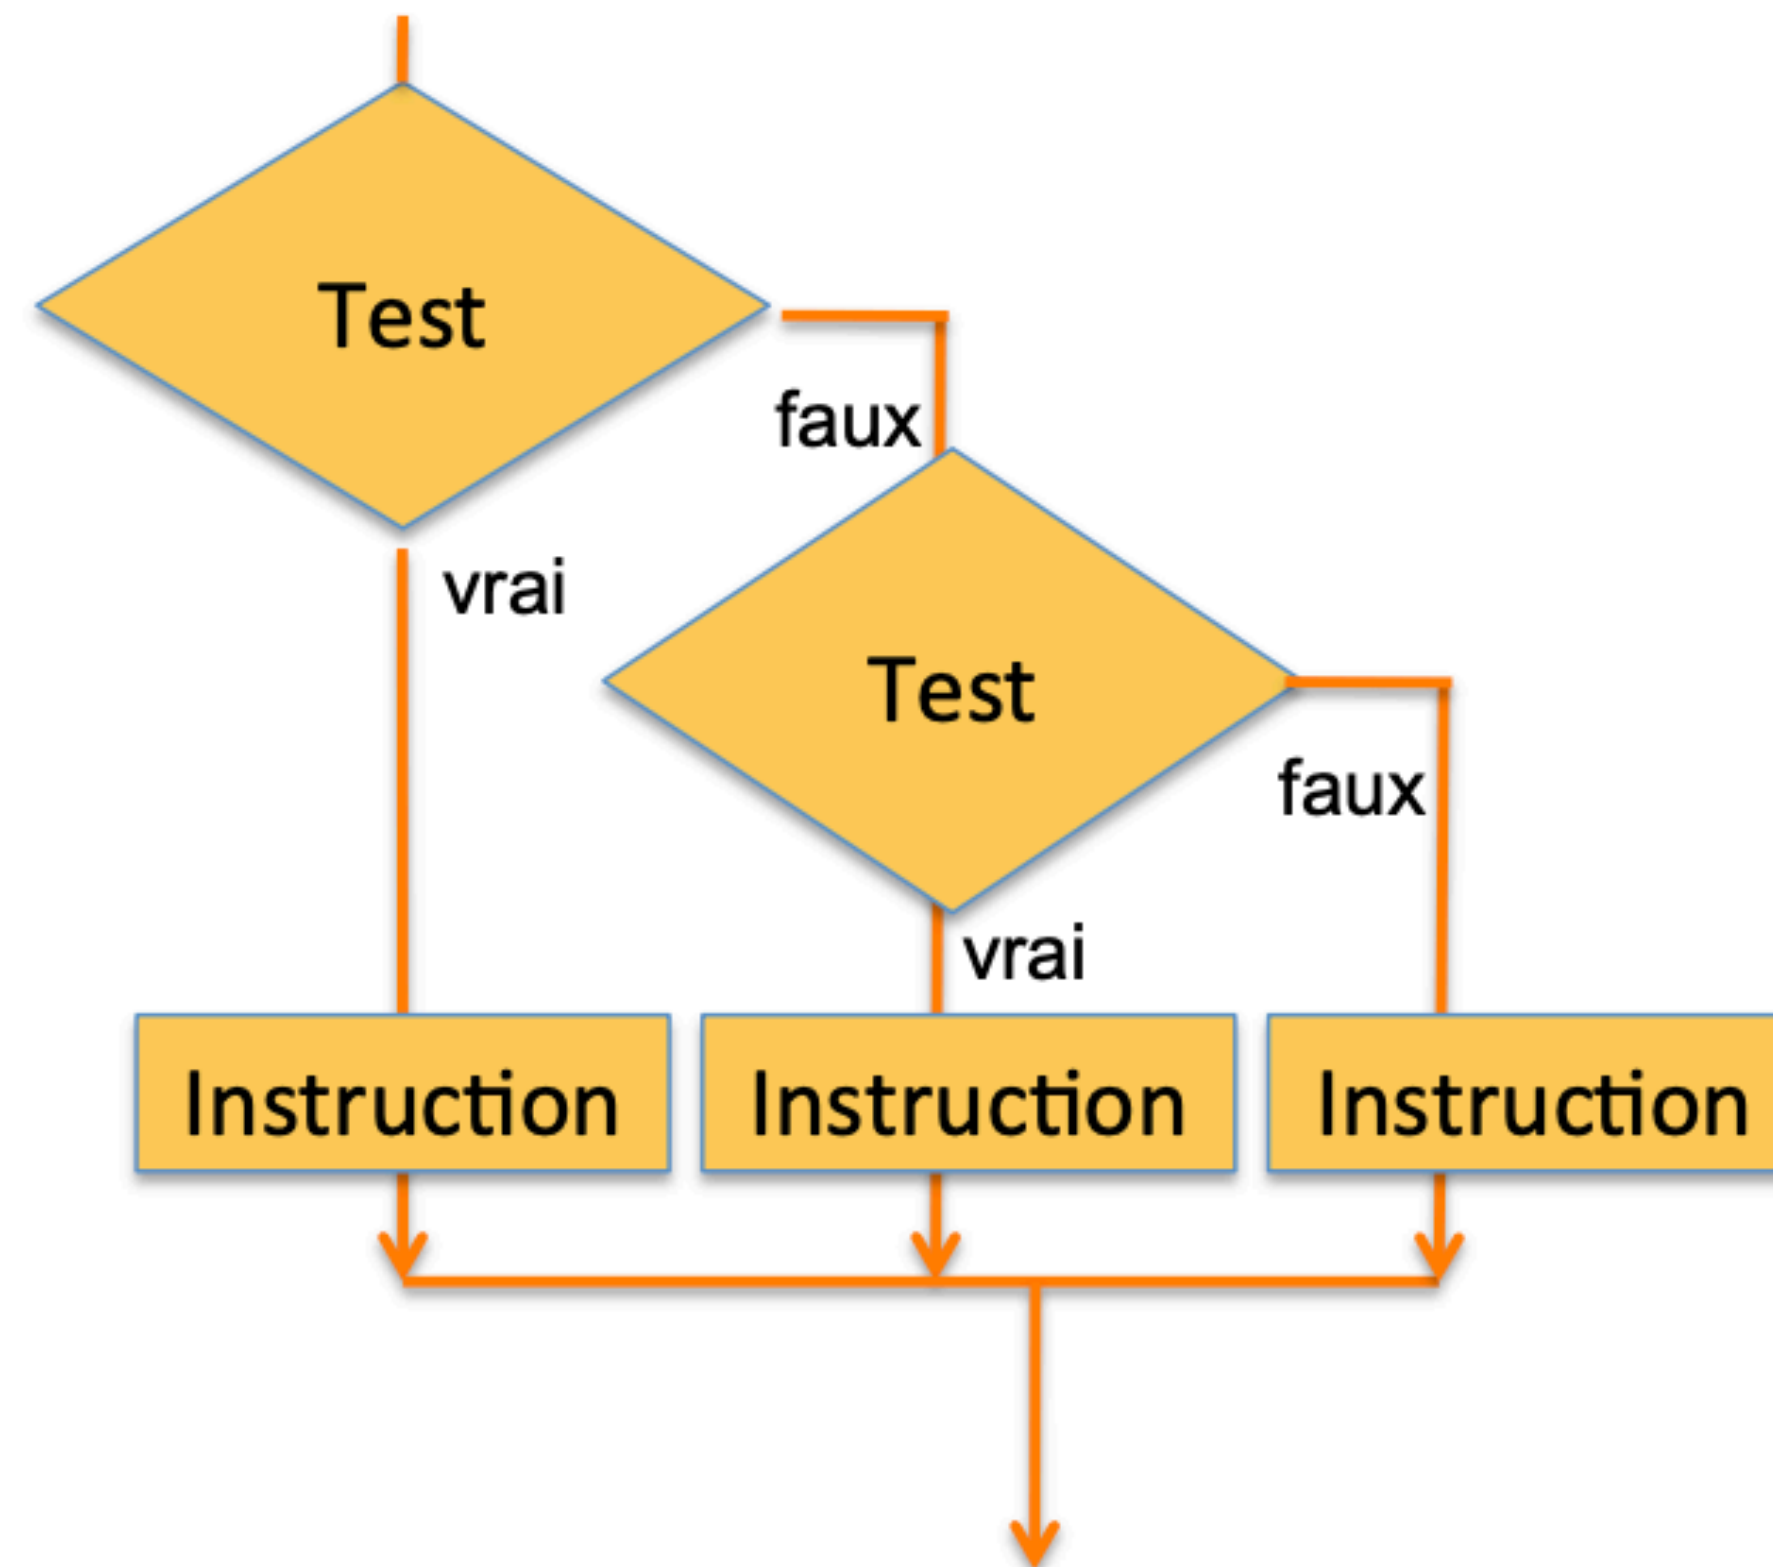 Test
faux
vrai
Test
faux
vrai
Instruction
Instruction
Instruction